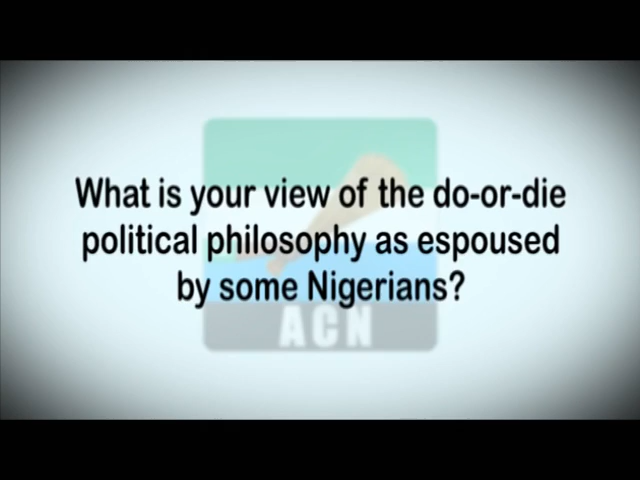 What is your view of the do-or-die
political philosophy as espoused
by some Nigerians?
ACN